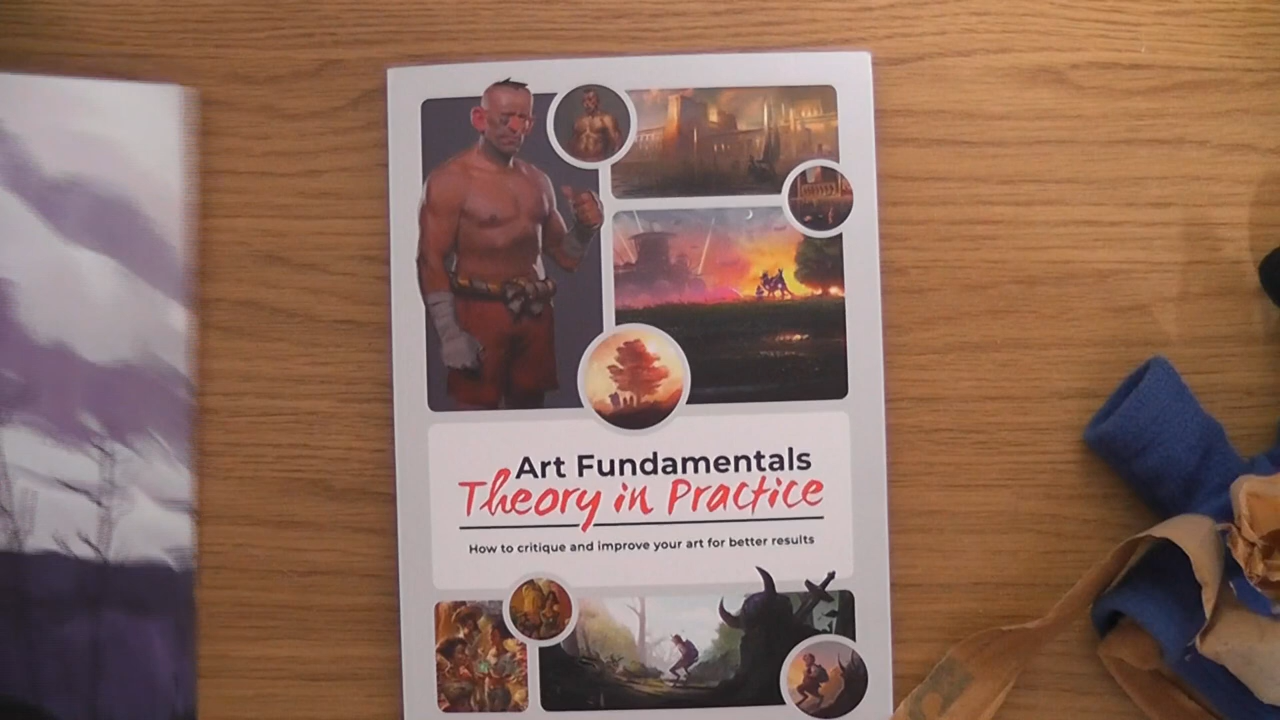 Art Fundamentals
Theory in Practice
How to critique and improve your art for better results